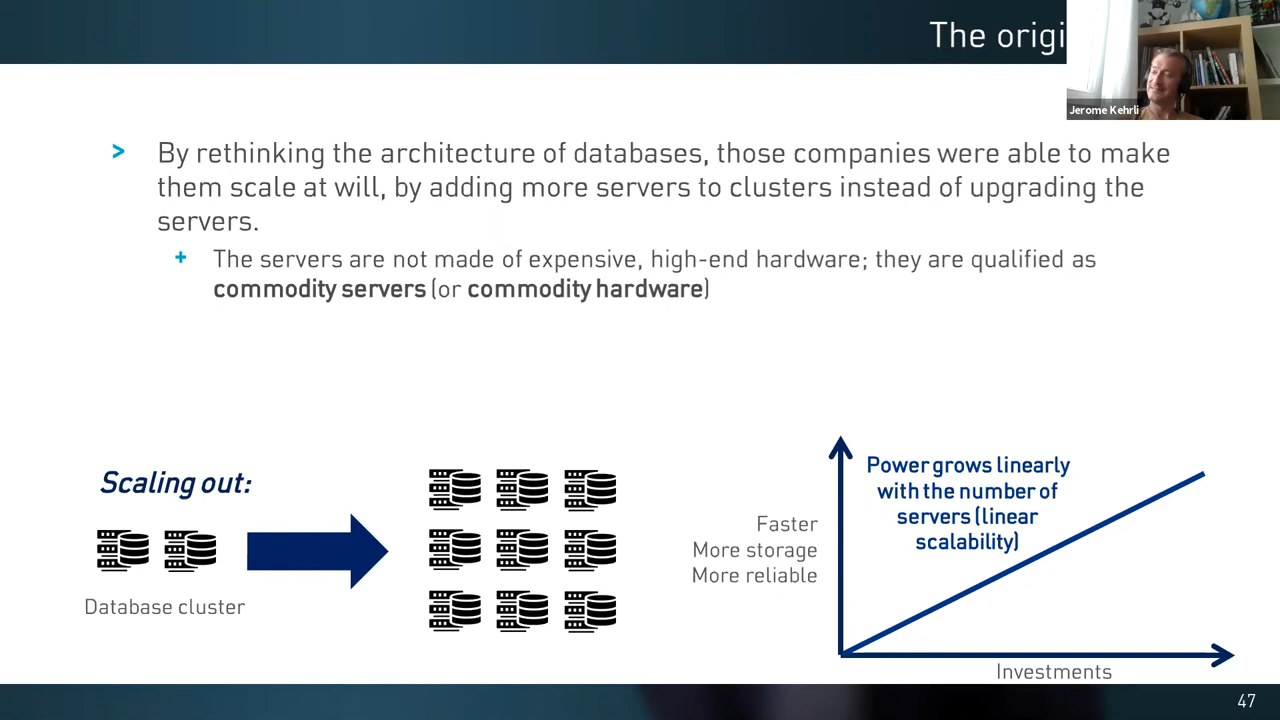 The origi
Jerome Kehrli
> By rethinking the architecture of databases, those companies were able to make
them scale at will, by adding more servers to clusters instead of upgrading the
servers.
+ The servers are not made of expensive, high-end hardware; they are qualified as
commodity servers (or commodity hardware)
Scaling out:
Database cluster
Faster
More storage
More reliable
Power grows linearly
with the number of
servers (linear
scalability)
Investments
47